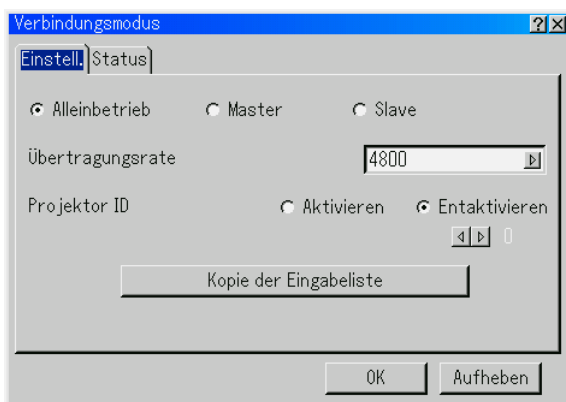 Verbindungsmodus
Einstell. Status
Alleinbetrieb Master Slave
Übertragungsrate 4800
Projektor ID Aktivieren Entaktivieren
0
Kopie der Eingabeliste
OK Aufheben